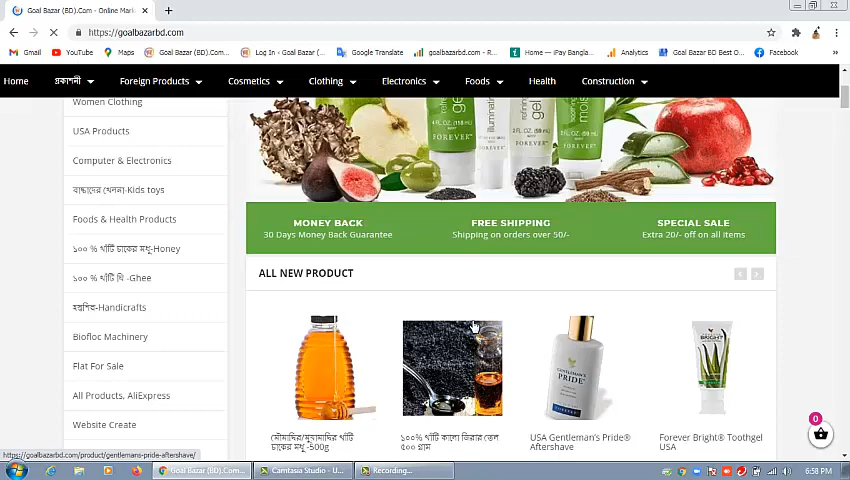 Goal Bazar (BD).Com - Online Mark
https://goalbazarbd.com
Gmail YouTube Maps Goal Bazar (BD).Com... Log In ‹ Goal Bazar... Google Translate goalbazarbd.com - R... Home — iPay Bangla... Analytics Goal Bazar BD Best O... Facebook
Home প্রকাশনী Foreign Products Cosmetics Clothing Electronics Foods Health Construction
Women Clothing
USA Products
Computer & Electronics
বাচ্চাদের খেলনা-Kids toys
Foods & Health Products
১০০ % খাঁটি চাকের মধু-Honey
১০০ % খাঁটি ঘি -Ghee
হস্তশিল্প-Handicrafts
Biofloc Machinery
Flat For Sale
All Products, AliExpress
Website Create
FOREVER
MONEY BACK
30 Days Money Back Guarantee
FREE SHIPPING
Shipping on orders over 50/-
SPECIAL SALE
Extra 20/- off on all items
ALL NEW PRODUCT
GENTLEMAN'S
PRIDE
FOREVER
BRIGHT
চাকের মধু -500g
১০০% খাঁটি কালো জিরার তেল
৫০০ গ্রাম
USA Gentleman's Pride®
Aftershave
Forever Bright® Toothgel
USA
0
https://goalbazarbd.com/product/gentlemans-pride-aftershave/
Goal Bazar (BD).Com... Camtasia Studio - U... Recording...
6:58 PM